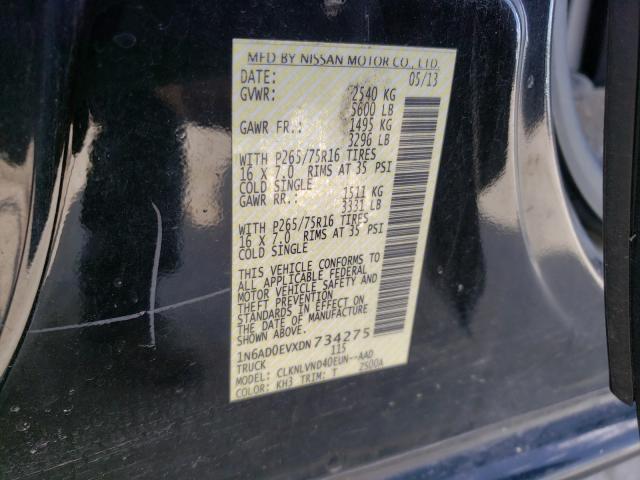 MFD BY NISSAN MOTOR CO., LTD.
DATE: 05/13
GVWR: 2540 KG
5600 LB
GAWR FR.: 1495 KG
3296 LB
WITH P265/75R16 TIRES
16 X 7.0 RIMS AT 35 PSI
COLD SINGLE
GAWR RR.: 1511 KG
3331 LB
WITH P265/75R16 TIRES
16 X 7.0 RIMS AT 35 PSI
COLD SINGLE
THIS VEHICLE CONFORMS TO
ALL APPLICABLE FEDERAL
MOTOR VEHICLE SAFETY AND
THEFT PREVENTION
STANDARDS IN EFFECT ON
THE DATE OF MANUFACTURE
SHOWN ABOVE.
1N6AD0EVXDN734275
TRUCK 115
MODEL: CLKNLVND40EUN--AAD
COLOR: KH3 TRIM: T 2500A